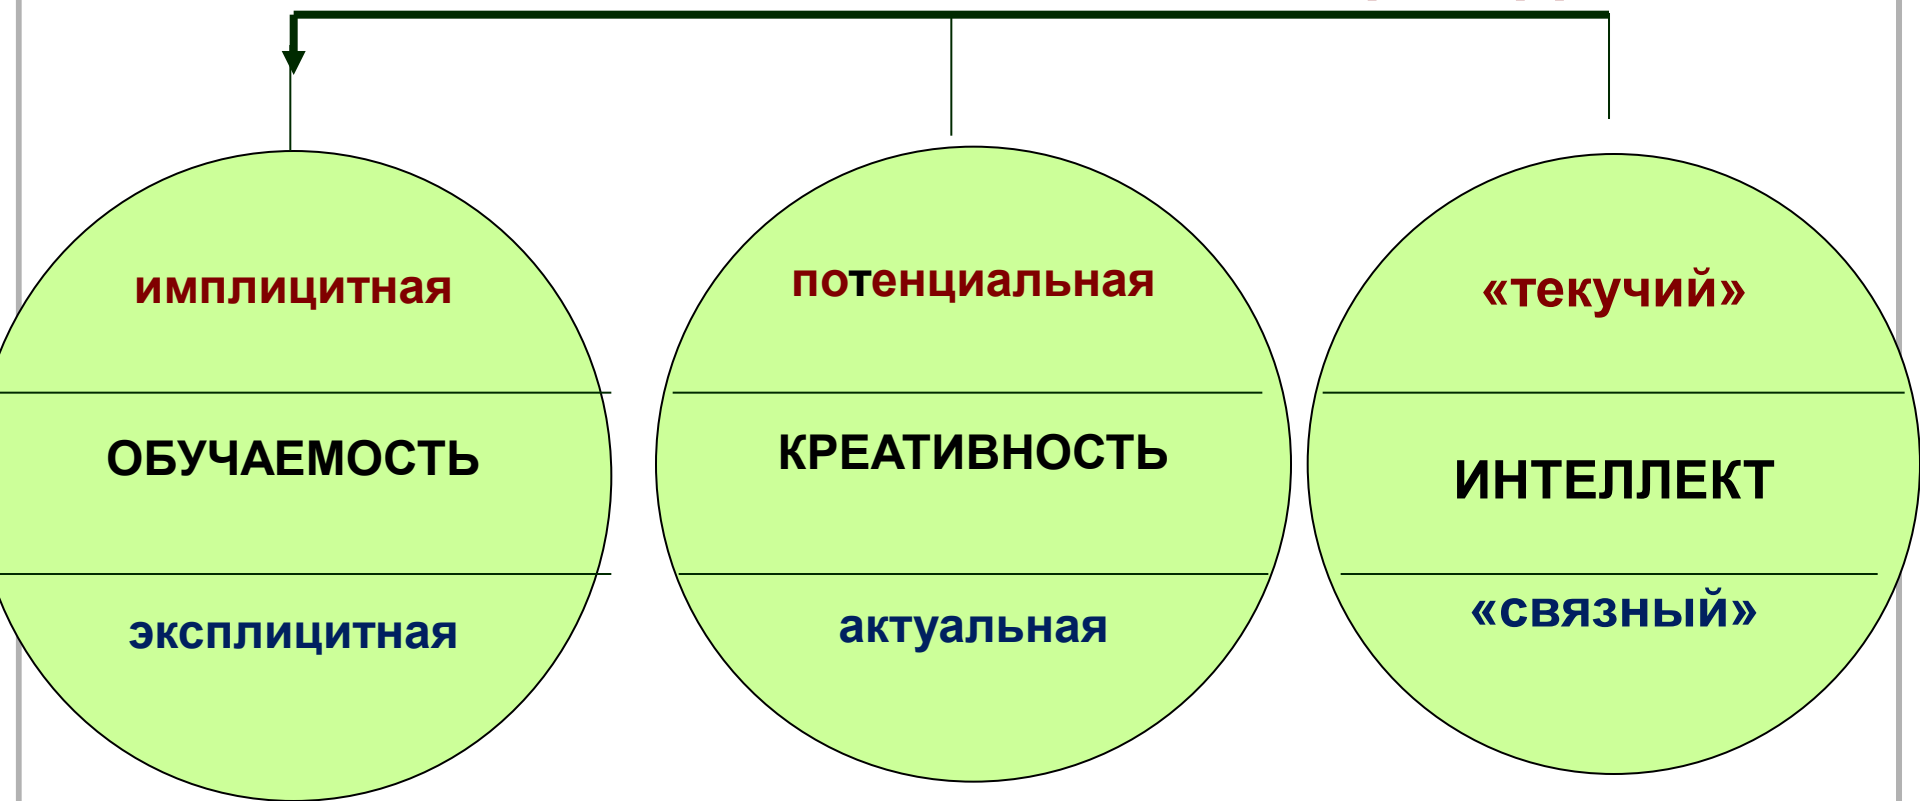 имплицитная
ОБУЧАЕМОСТЬ
эксплицитная
потенциальная
КРЕАТИВНОСТЬ
актуальная
«текучий»
ИНТЕЛЛЕКТ
«связный»